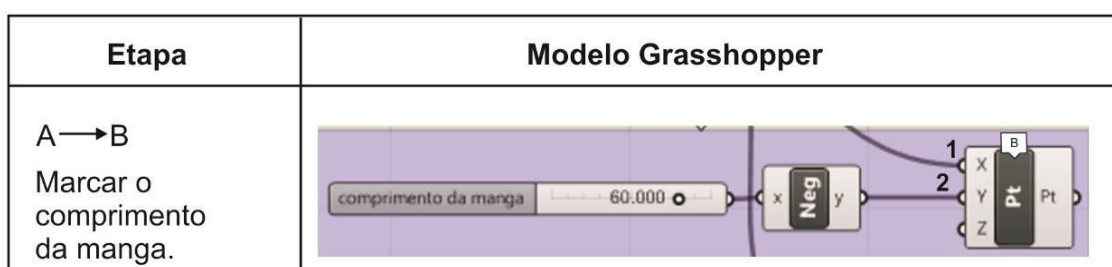 Etapa
Modelo Grasshopper
A→B
Marcar o
comprimento
da manga.
comprimento da manga 60.000
x Neg y
1
2
B
X
Y
Z
Pt
Pt